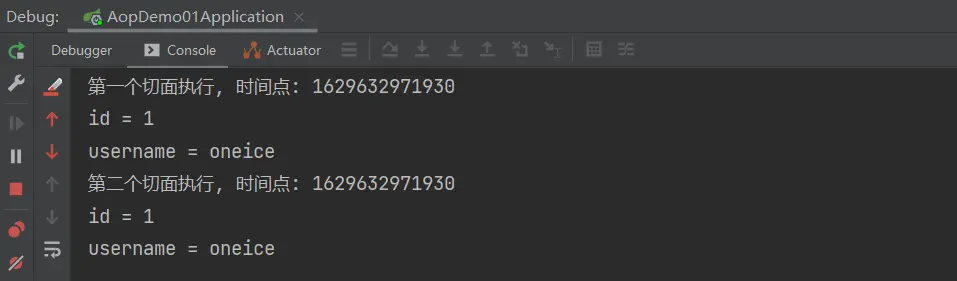 Debug: AopDemo01Application
Debugger Console Actuator
第一个切面执行, 时间点: 1629632971930
id = 1
username = oneice
第二个切面执行, 时间点: 1629632971930
id = 1
username = oneice